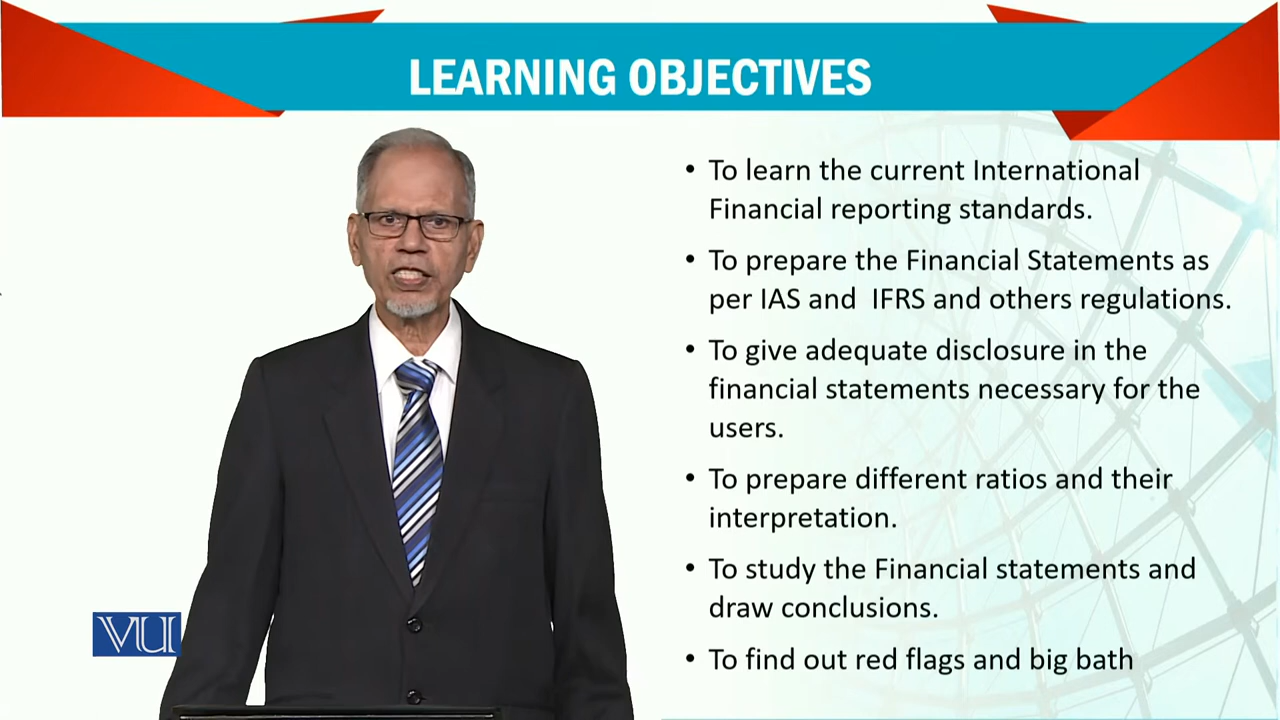 LEARNING OBJECTIVES
• To learn the current International
Financial reporting standards.
• To prepare the Financial Statements as
per IAS and  IFRS and others regulations.
• To give adequate disclosure in the
financial statements necessary for the
users.
• To prepare different ratios and their
interpretation.
• To study the Financial statements and
draw conclusions.
• To find out red flags and big bath
VU